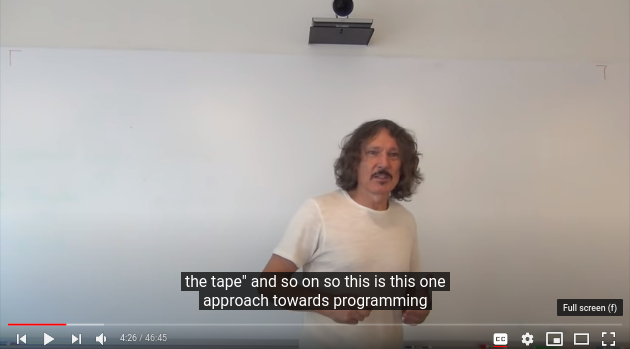 the tape" and so on so this is this one
approach towards programming
Full screen (f)
4:26 / 46:45
CC